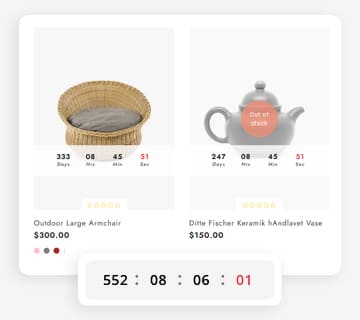 Out of
stock
333 08 45 51
Days Hrs Min Sec
247 08 45 51
Days Hrs Min Sec
Outdoor Large Armchair
$300.00
Ditte Fischer Keramik hAndlavet Vase
$150.00
552 : 08 : 06 : 01